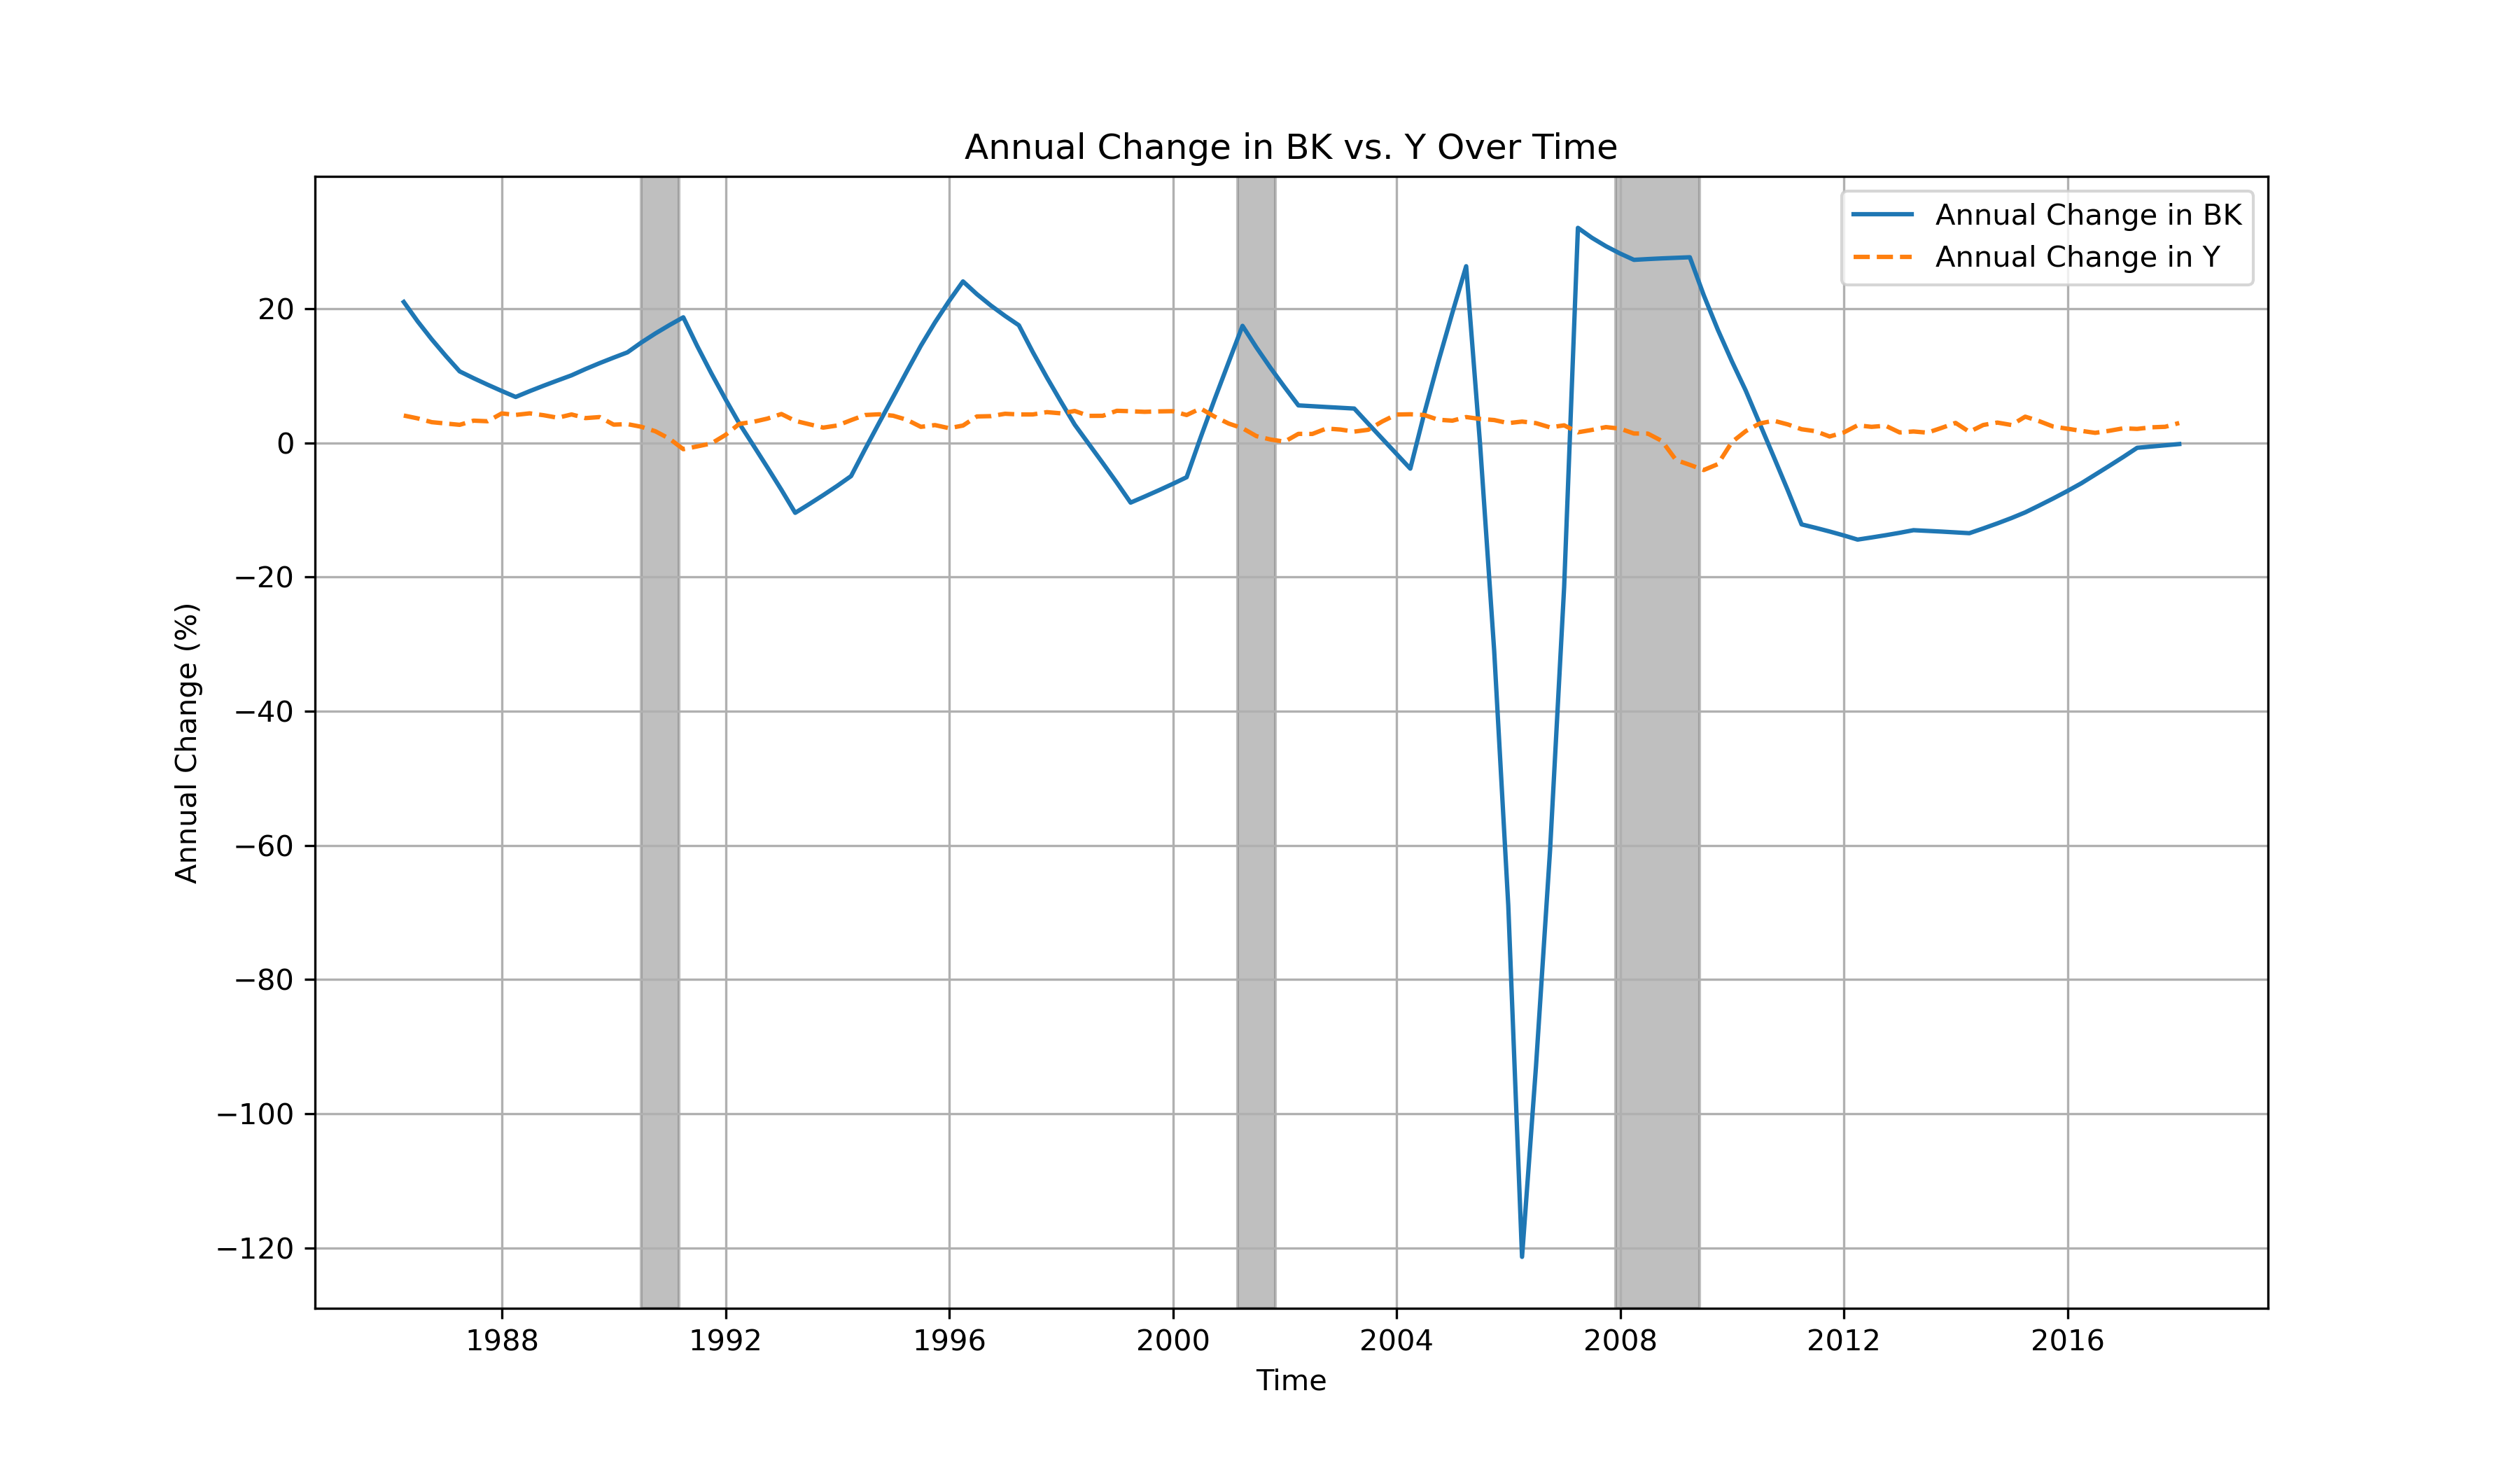 Annual Change in BK vs. Y Over Time
Annual Change in BK
Annual Change in Y
Annual Change (%)
20
0
−20
−40
−60
−80
−100
−120
1988 1992 1996 2000 2004 2008 2012 2016
Time